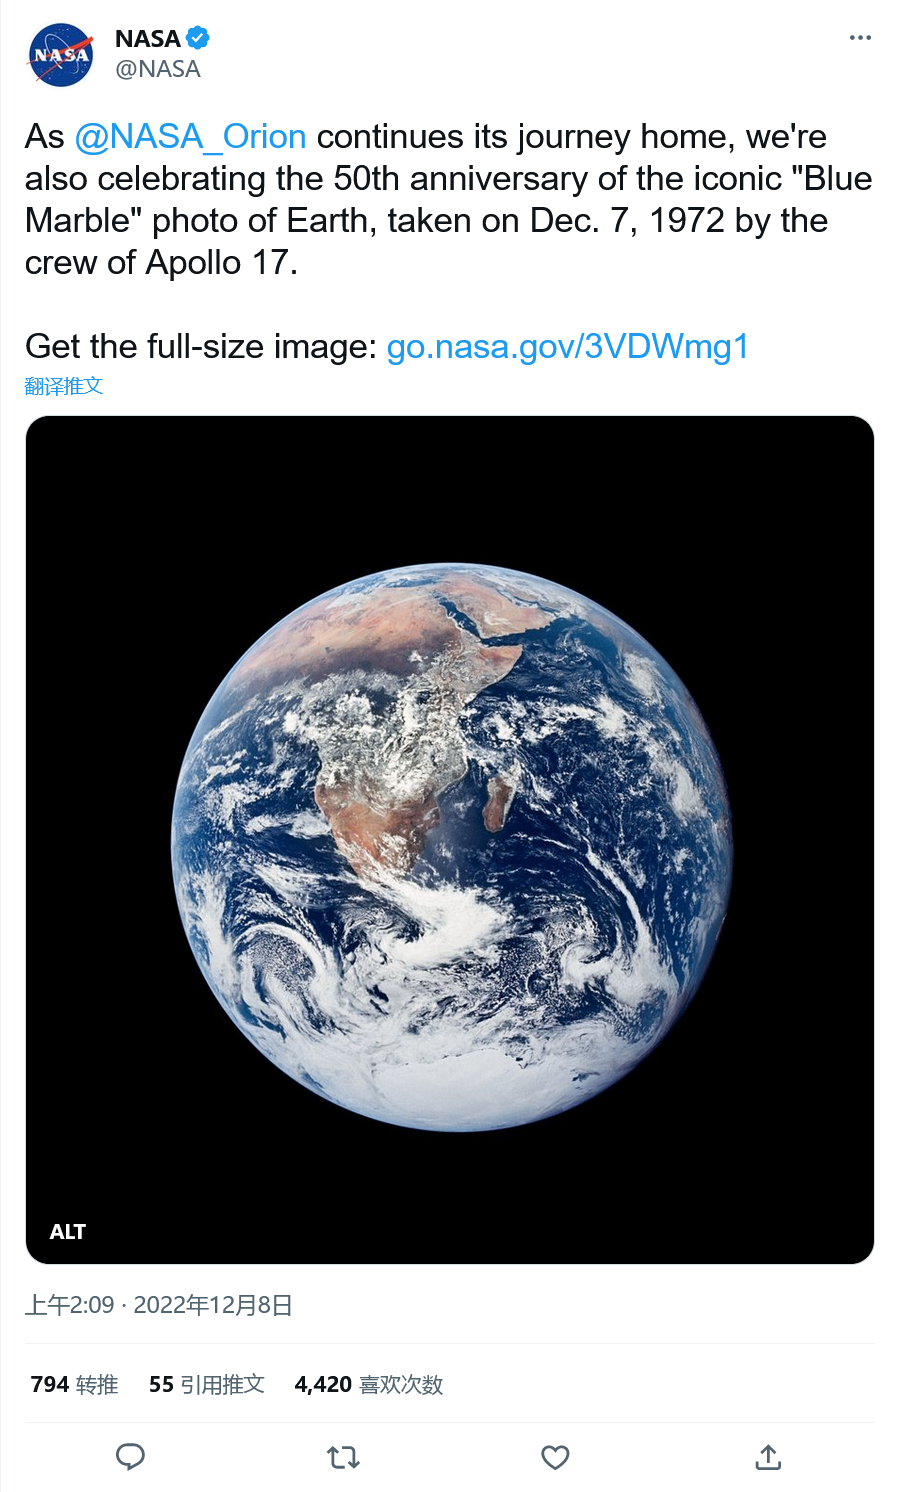 NASA
NASA
@NASA
As @NASA_Orion continues its journey home, we're
also celebrating the 50th anniversary of the iconic "Blue
Marble" photo of Earth, taken on Dec. 7, 1972 by the
crew of Apollo 17.
Get the full-size image: go.nasa.gov/3VDWmg1
翻译推文
ALT
上午2:09 · 2022年12月8日
794 转推 55 引用推文 4,420 喜欢次数